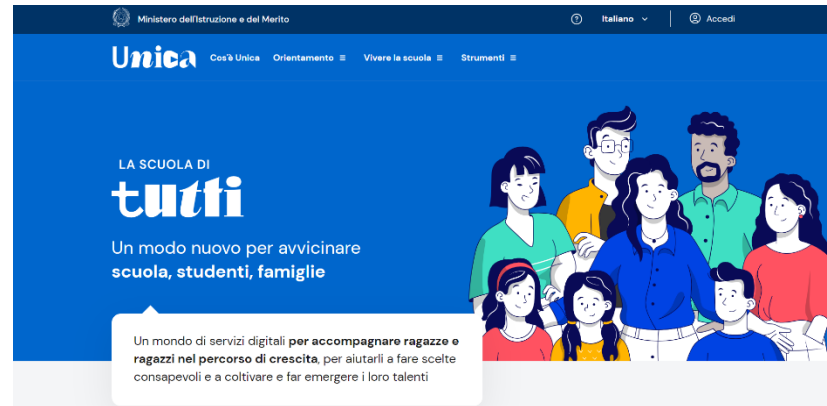 Ministero dell'Istruzione e del Merito
Italiano
Accedi
Unica
Cos'è Unica
Orientamento
Vivere la scuola
Strumenti
LA SCUOLA DI
tutti
Un modo nuovo per avvicinare
scuola, studenti, famiglie
Un mondo di servizi digitali per accompagnare ragazze e
ragazzi nel percorso di crescita, per aiutarli a fare scelte
consapevoli e a coltivare e far emergere i loro talenti